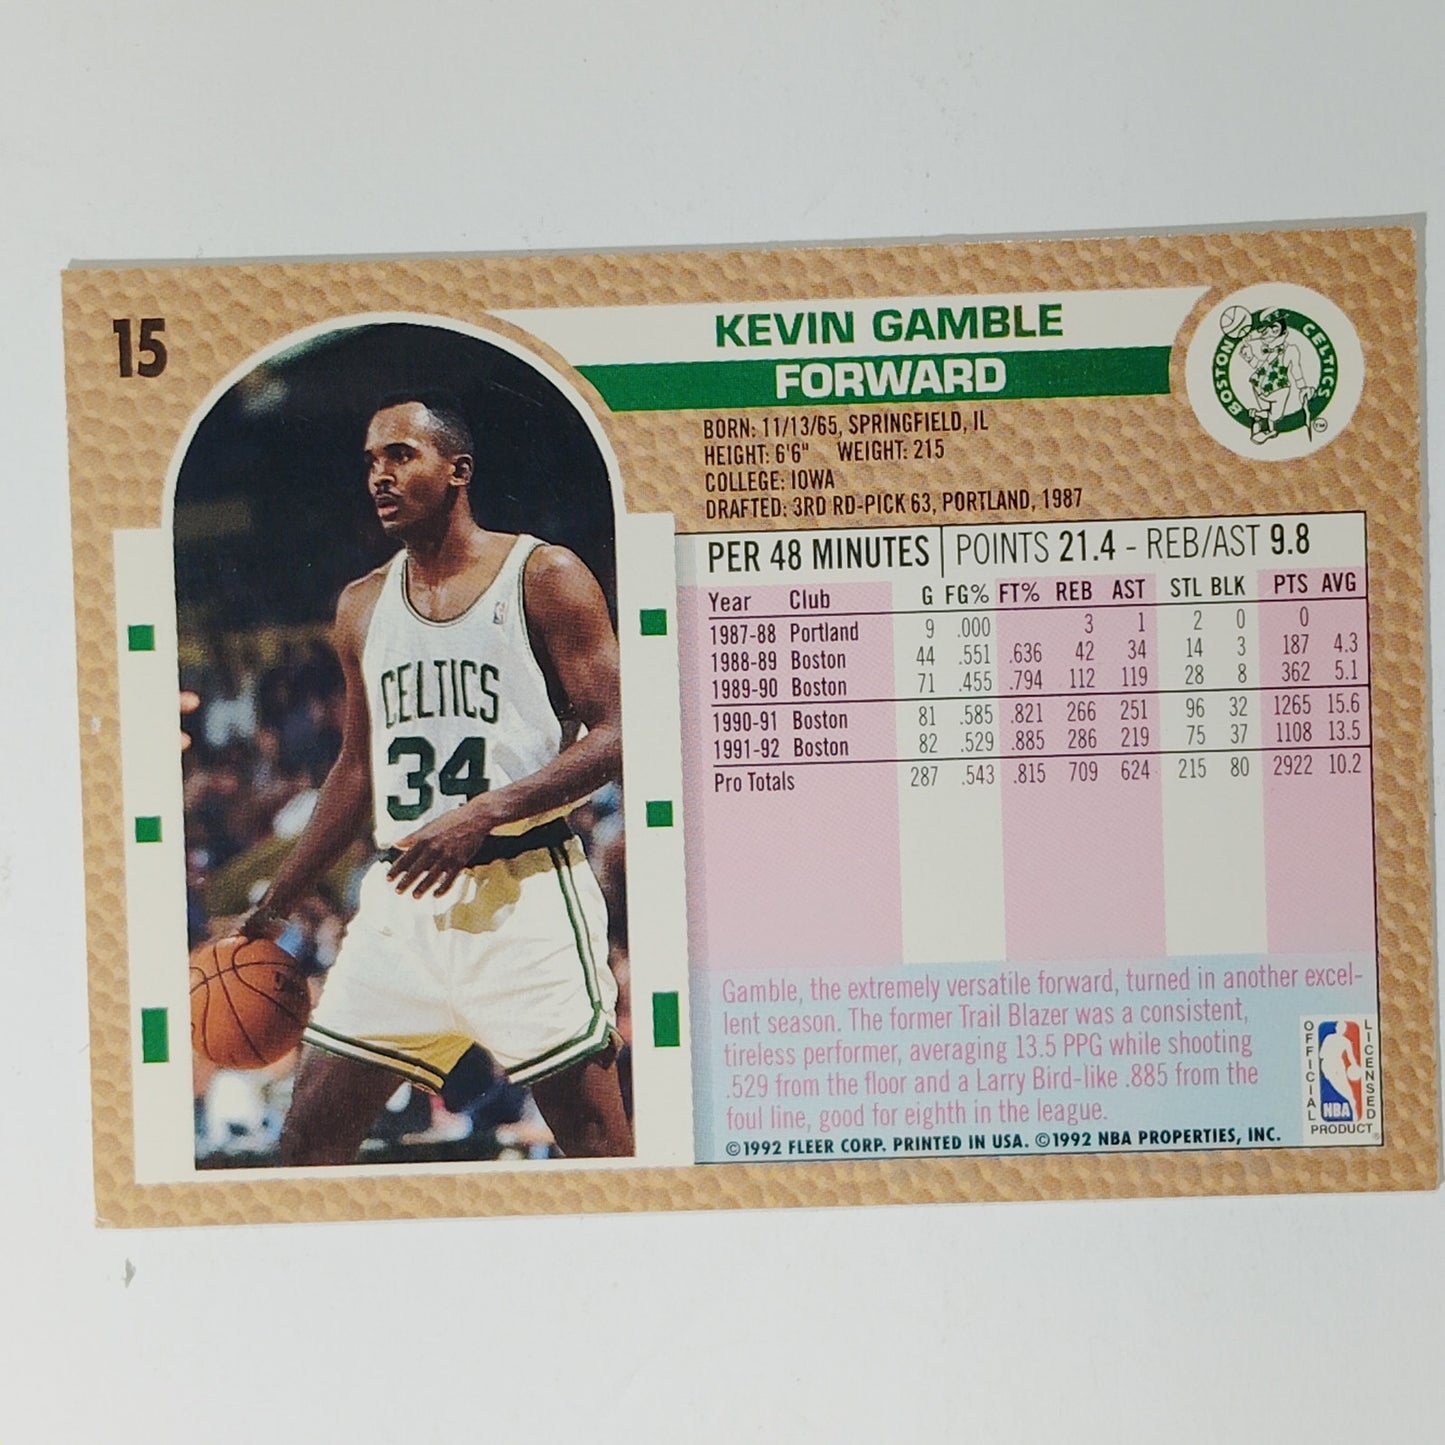 15
KEVIN GAMBLE
FORWARD
BOSTON CELTICS
TM
BORN: 11/13/65, SPRINGFIELD, IL
HEIGHT: 6'6" WEIGHT: 215
COLLEGE: IOWA
DRAFTED: 3RD RD-PICK 63, PORTLAND, 1987
CELTICS
34
PER 48 MINUTES POINTS 21.4 - REB/AST 9.8
Year Club G FG% FT% REB AST STL BLK PTS AVG
1987-88 Portland 9 .000 3 1 2 0 0
1988-89 Boston 44 .551 .636 42 34 14 3 187 4.3
1989-90 Boston 71 .455 .794 112 119 28 8 362 5.1
1990-91 Boston 81 .585 .821 266 251 96 32 1265 15.6
1991-92 Boston 82 .529 .885 286 219 75 37 1108 13.5
Pro Totals 287 .543 .815 709 624 215 80 2922 10.2
Gamble, the extremely versatile forward, turned in another excel-
lent season. The former Trail Blazer was a consistent,
tireless performer, averaging 13.5 PPG while shooting
.529 from the floor and a Larry Bird-like .885 from the
foul line, good for eighth in the league.
©1992 FLEER CORP. PRINTED IN USA. ©1992 NBA PROPERTIES, INC.
OFFICIAL
NBA
LICENSED
PRODUCT®